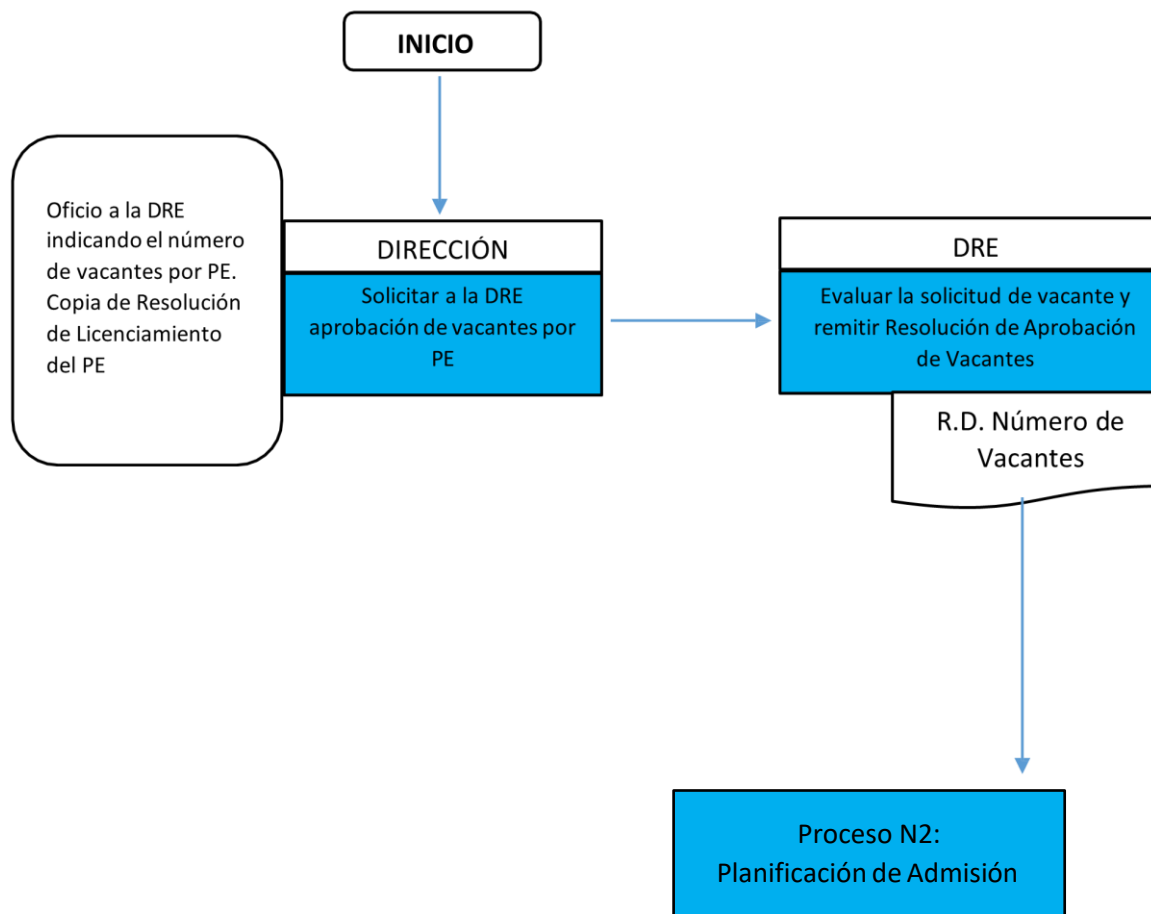 INICIO
Oficio a la DRE
indicando el número
de vacantes por PE.
Copia de Resolución
de Licenciamiento
del PE
DIRECCIÓN
Solicitar a la DRE
aprobación de vacantes por
PE
DRE
Evaluar la solicitud de vacante y
remitir Resolución de Aprobación
de Vacantes
R.D. Número de
Vacantes
Proceso N2:
Planificación de Admisión